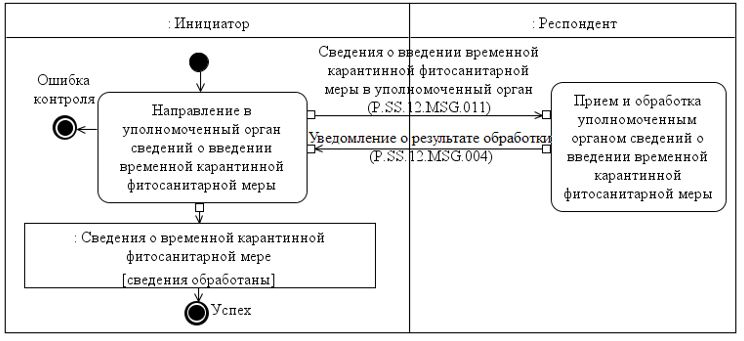 : Инициатор
: Респондент
Ошибка
контроля
Направление в
уполномоченный орган
сведений о введении
временной карантинной
фитосанитарной меры
Сведения о введении временной
карантинной фитосанитарной
меры в уполномоченный орган
(P.SS.12.MSG.011)
Уведомление о результате обработки
(P.SS.12.MSG.004)
Прием и обработка
уполномоченным
органом сведений о
введении временной
карантинной
фитосанитарной меры
: Сведения о временной карантинной
фитосанитарной мере
[сведения обработаны]
Успех